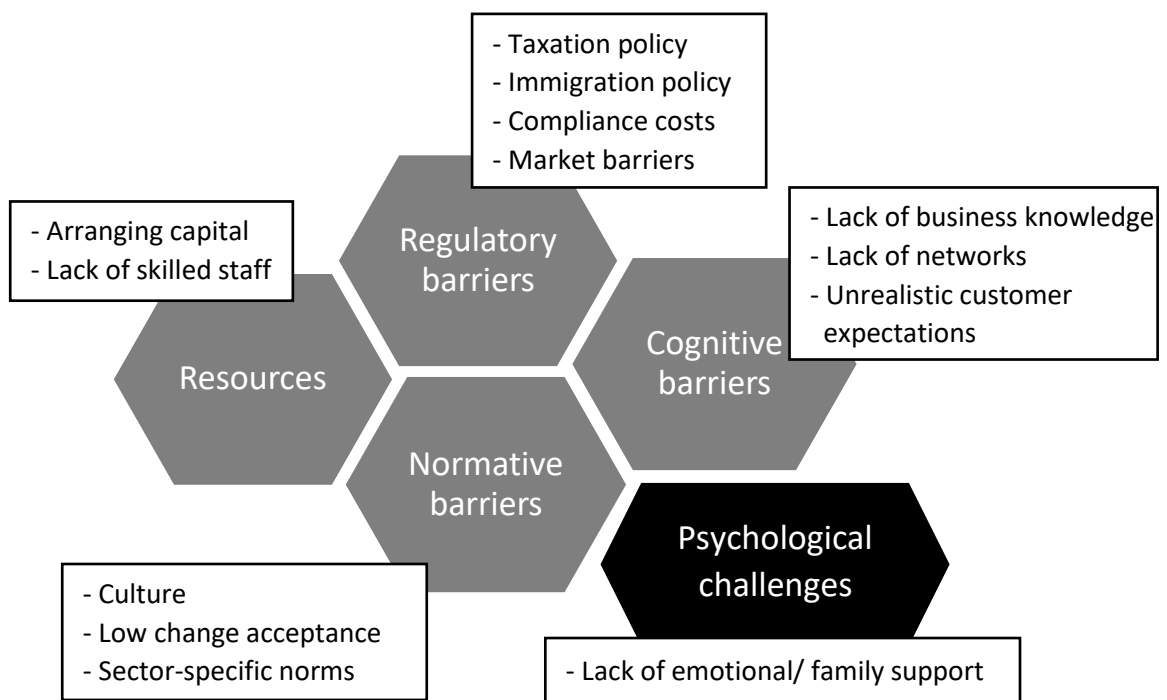 - Taxation policy
- Immigration policy
- Compliance costs
- Market barriers
- Arranging capital
- Lack of skilled staff
Regulatory
barriers
- Lack of business knowledge
- Lack of networks
- Unrealistic customer
expectations
Resources
Cognitive
barriers
Normative
barriers
Psychological
challenges
- Culture
- Low change acceptance
- Sector-specific norms
- Lack of emotional/ family support